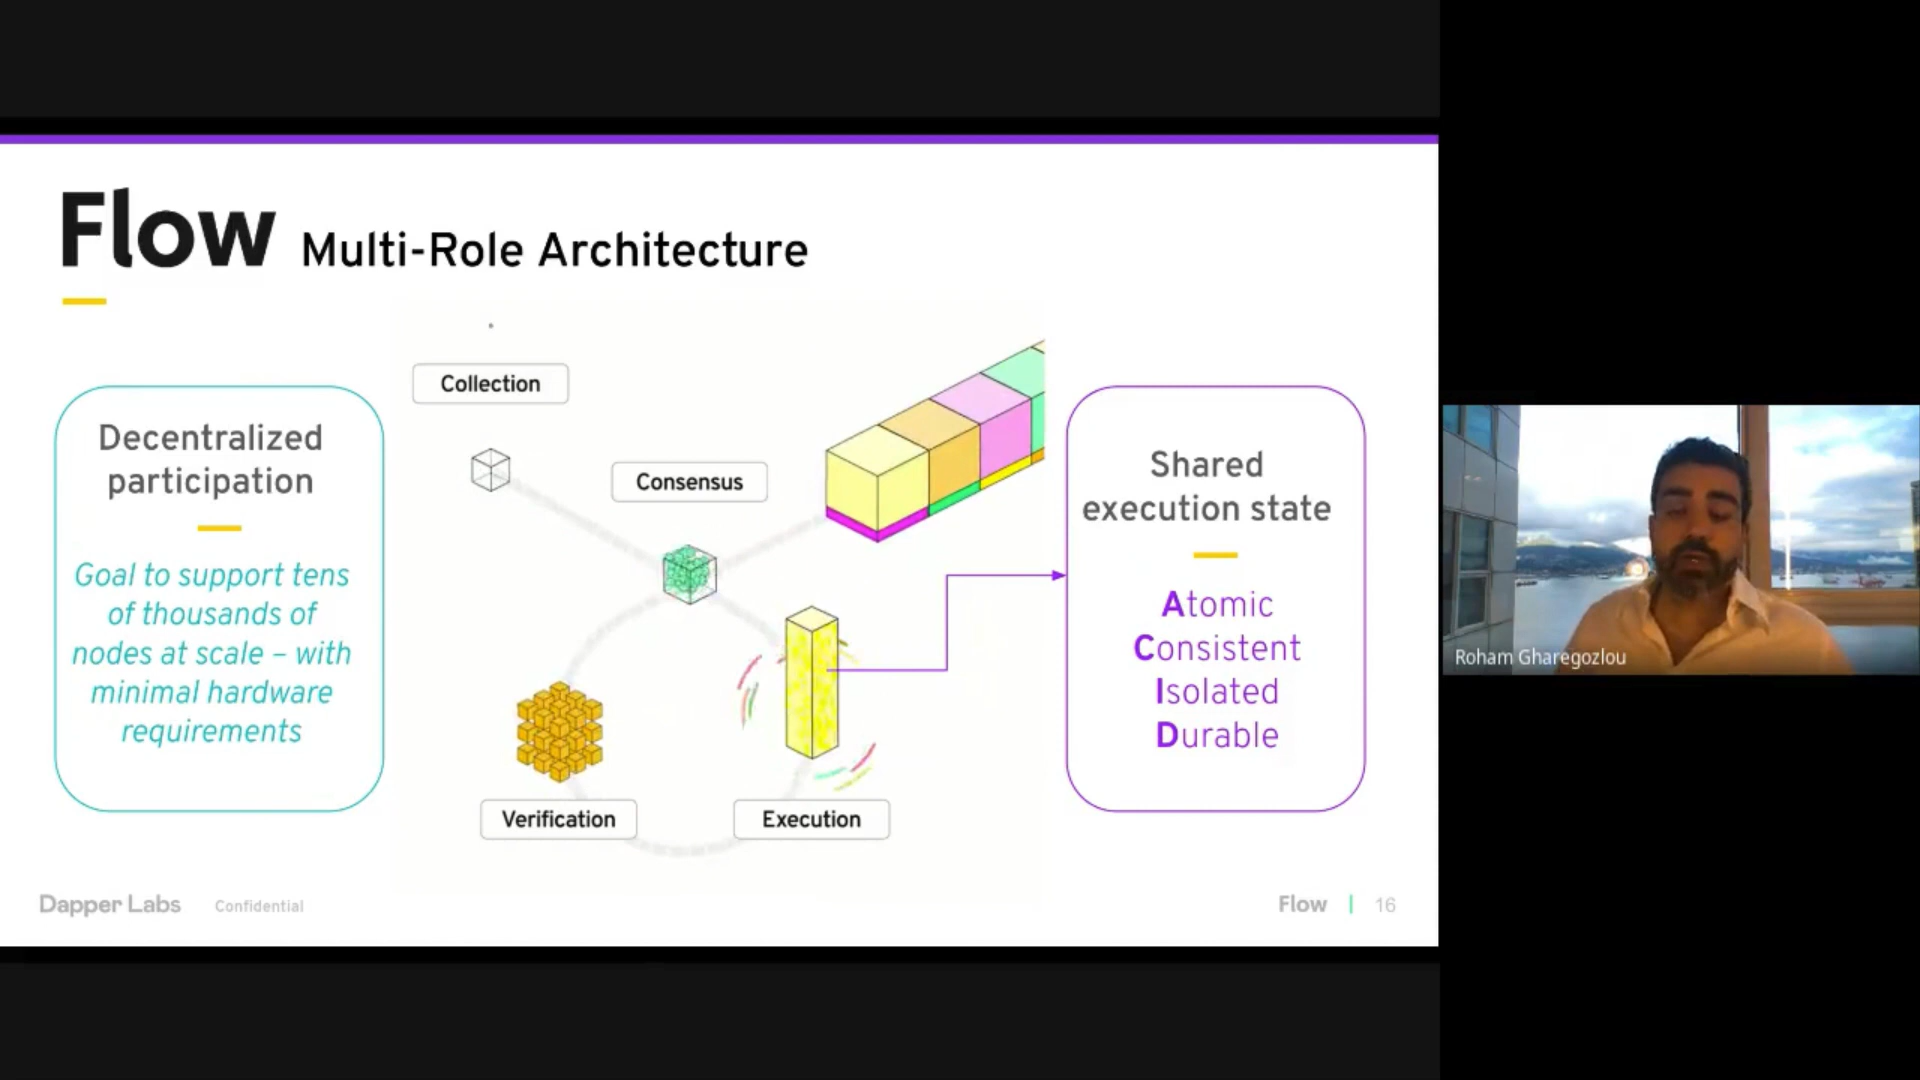 Flow Multi-Role Architecture
Decentralized
participation
Goal to support tens
of thousands of
nodes at scale – with
minimal hardware
requirements
Collection
Consensus
Verification
Execution
Shared
execution state
Atomic
Consistent
Isolated
Durable
Dapper Labs Confidential
Flow | 16
Roham Gharegozlou